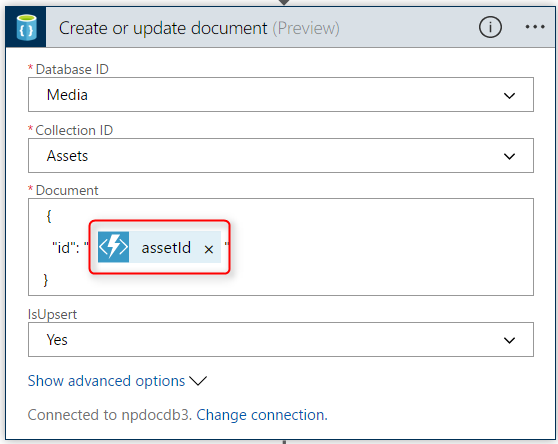 Create or update document (Preview)
* Database ID
Media
* Collection ID
Assets
* Document
{
"id": " assetId × "
}
IsUpsert
Yes
Show advanced options
Connected to npdocdb3. Change connection.